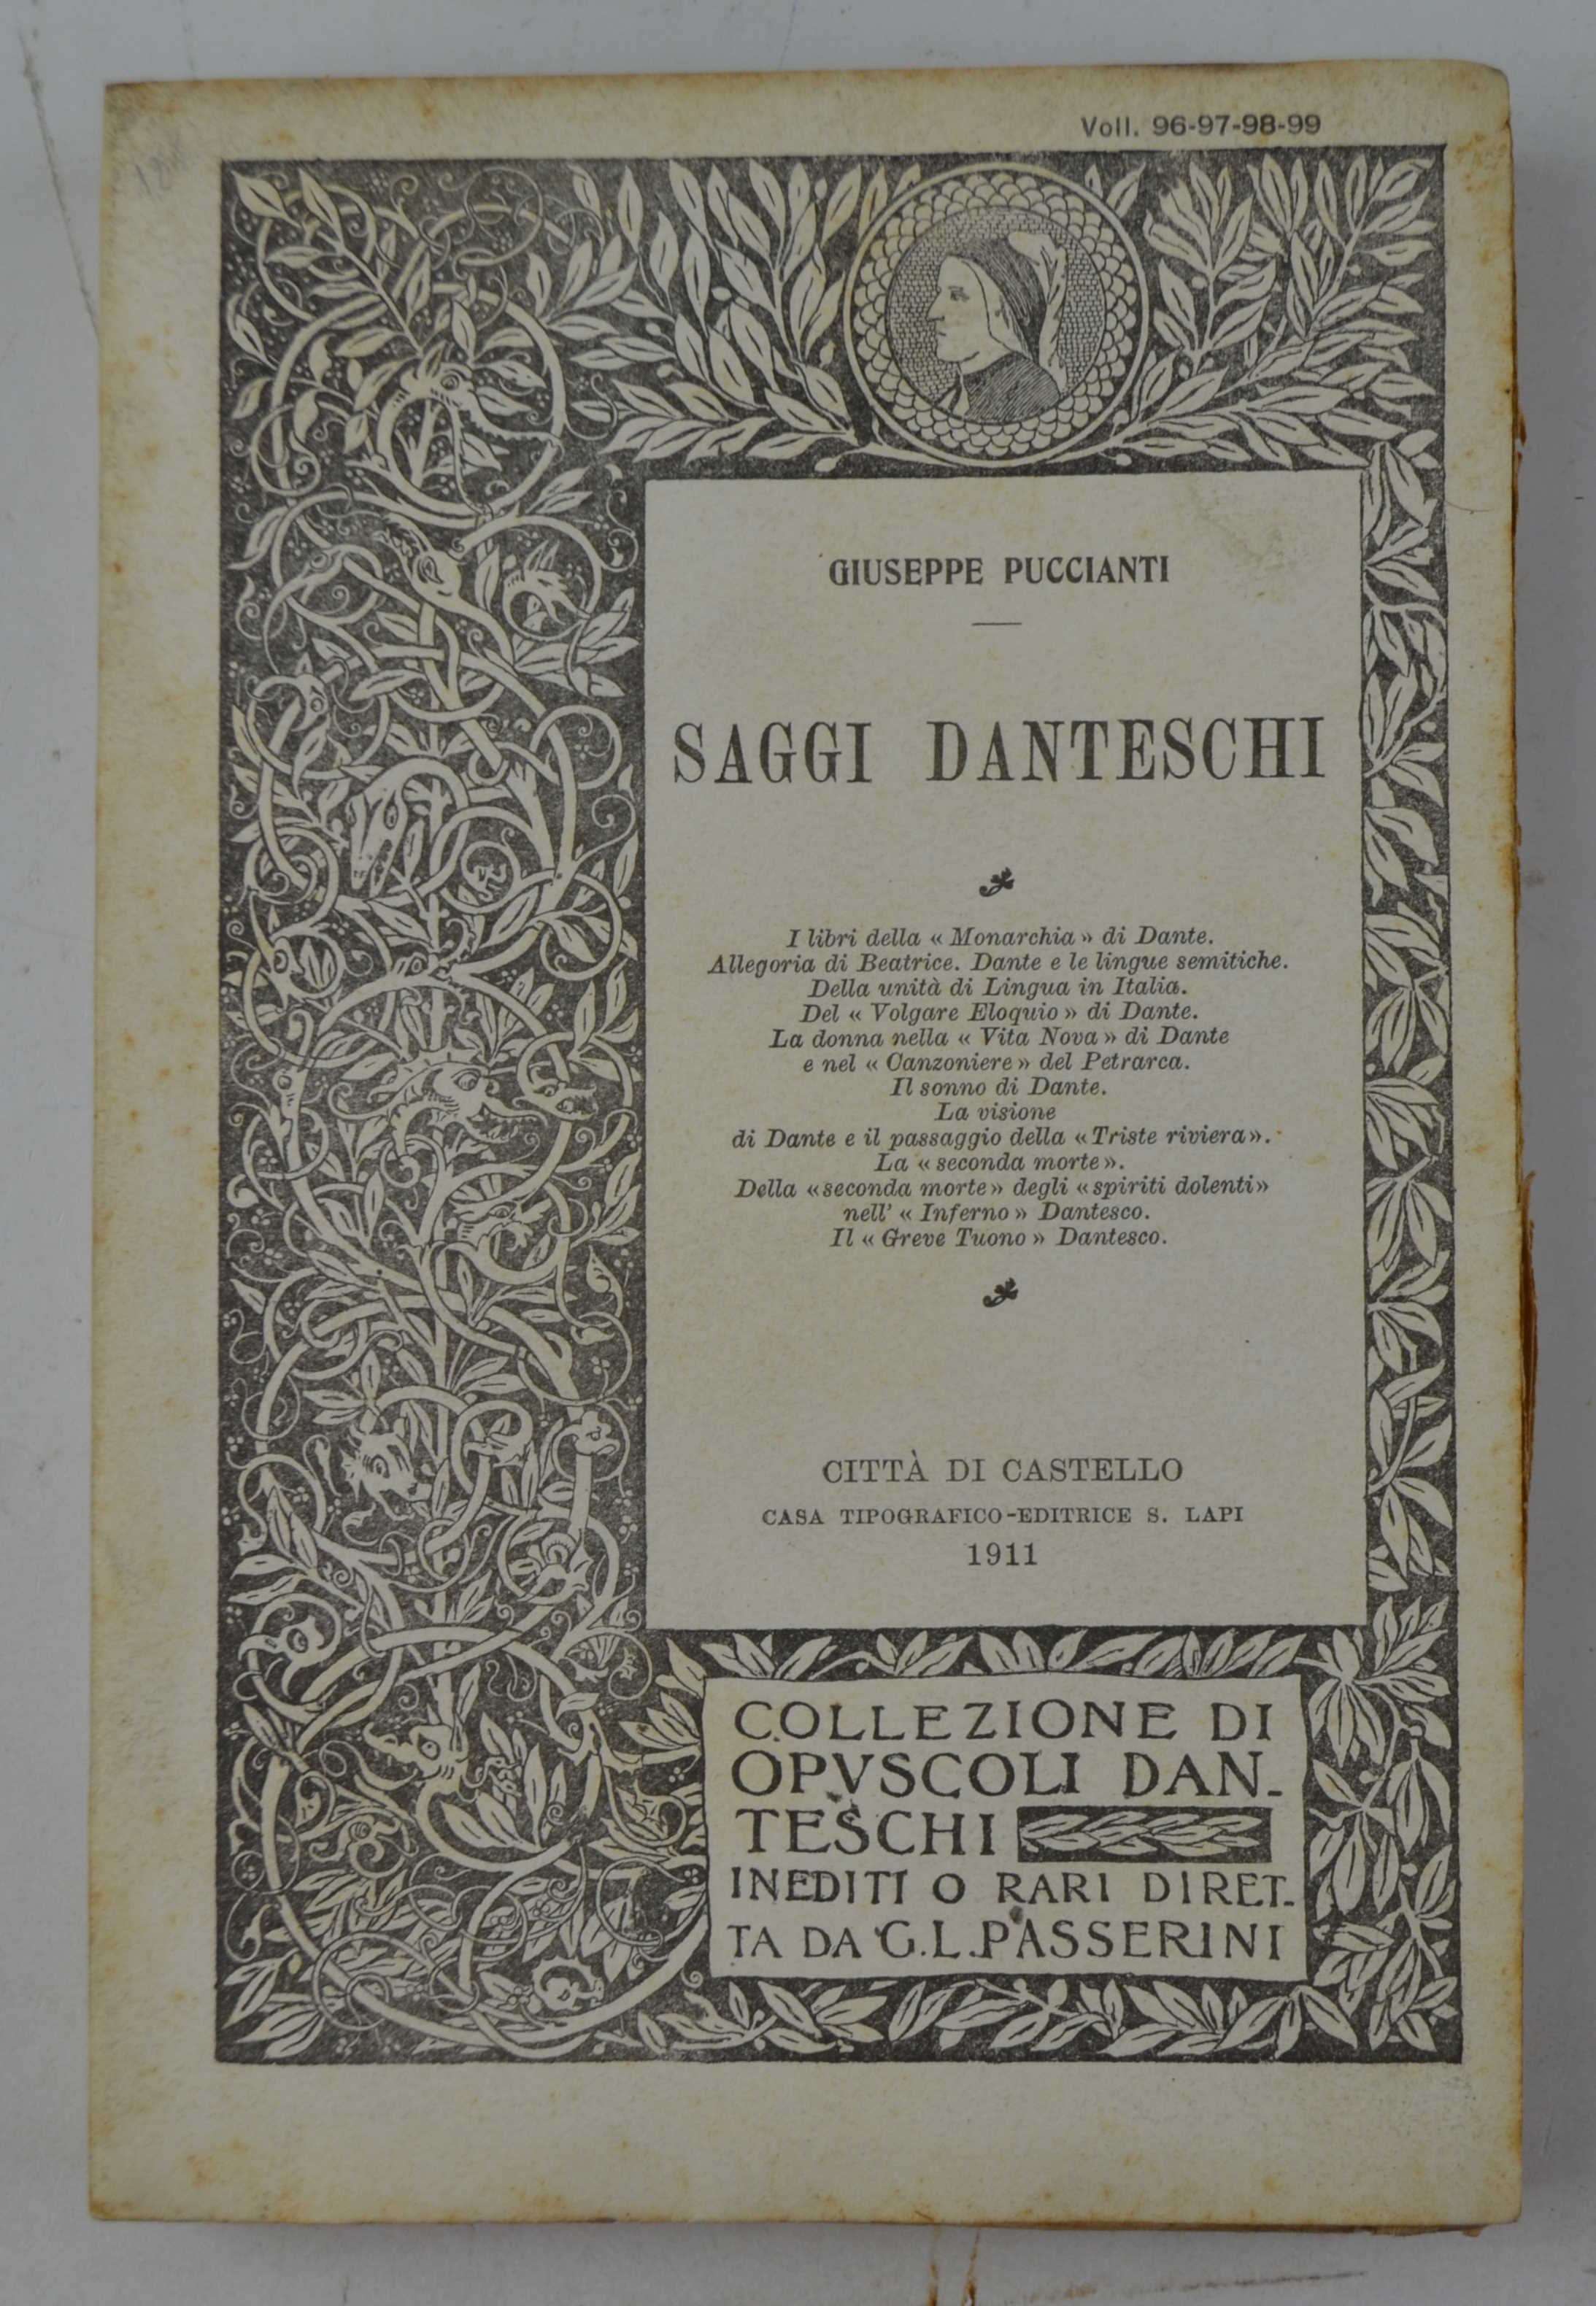 Voll. 96-97-98-99
GIUSEPPE PUCCIANTI
SAGGI DANTESCHI
I libri della « Monarchia » di Dante.
Allegoria di Beatrice. Dante e le lingue semitiche.
Della unità di Lingua in Italia.
Del « Volgare Eloquio » di Dante.
La donna nella « Vita Nova » di Dante
e nel « Canzoniere » del Petrarca.
Il sonno di Dante.
La visione
di Dante e il passaggio della «Triste riviera».
La « seconda morte».
Della «seconda morte» degli «spiriti dolenti»
nell' « Inferno » Dantesco.
Il « Greve Tuono » Dantesco.
CITTÀ DI CASTELLO
CASA TIPOGRAFICO-EDITRICE S. LAPI
1911
COLLEZIONE DI
OPVSCOLI DAN-
TESCHI
INEDITI O RARI DIRET-
TA DA G.L.PASSERINI